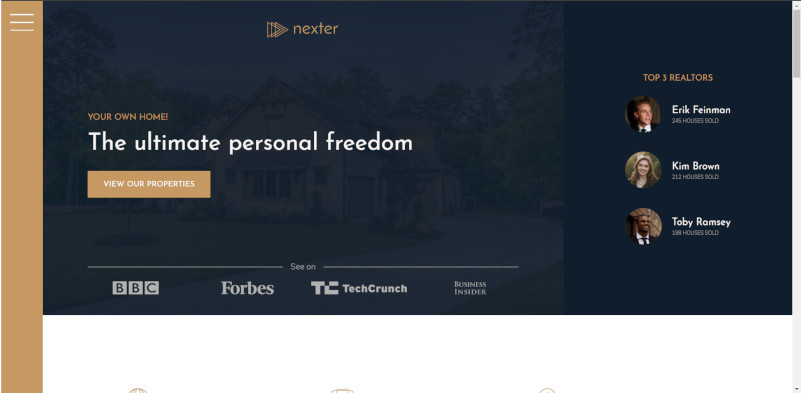 nexter
YOUR OWN HOME!
The ultimate personal freedom
VIEW OUR PROPERTIES
See on
BBC
Forbes
TC TechCrunch
BUSINESS
INSIDER
TOP 3 REALTORS
Erik Feinman
245 HOUSES SOLD
Kim Brown
212 HOUSES SOLD
Toby Ramsey
198 HOUSES SOLD